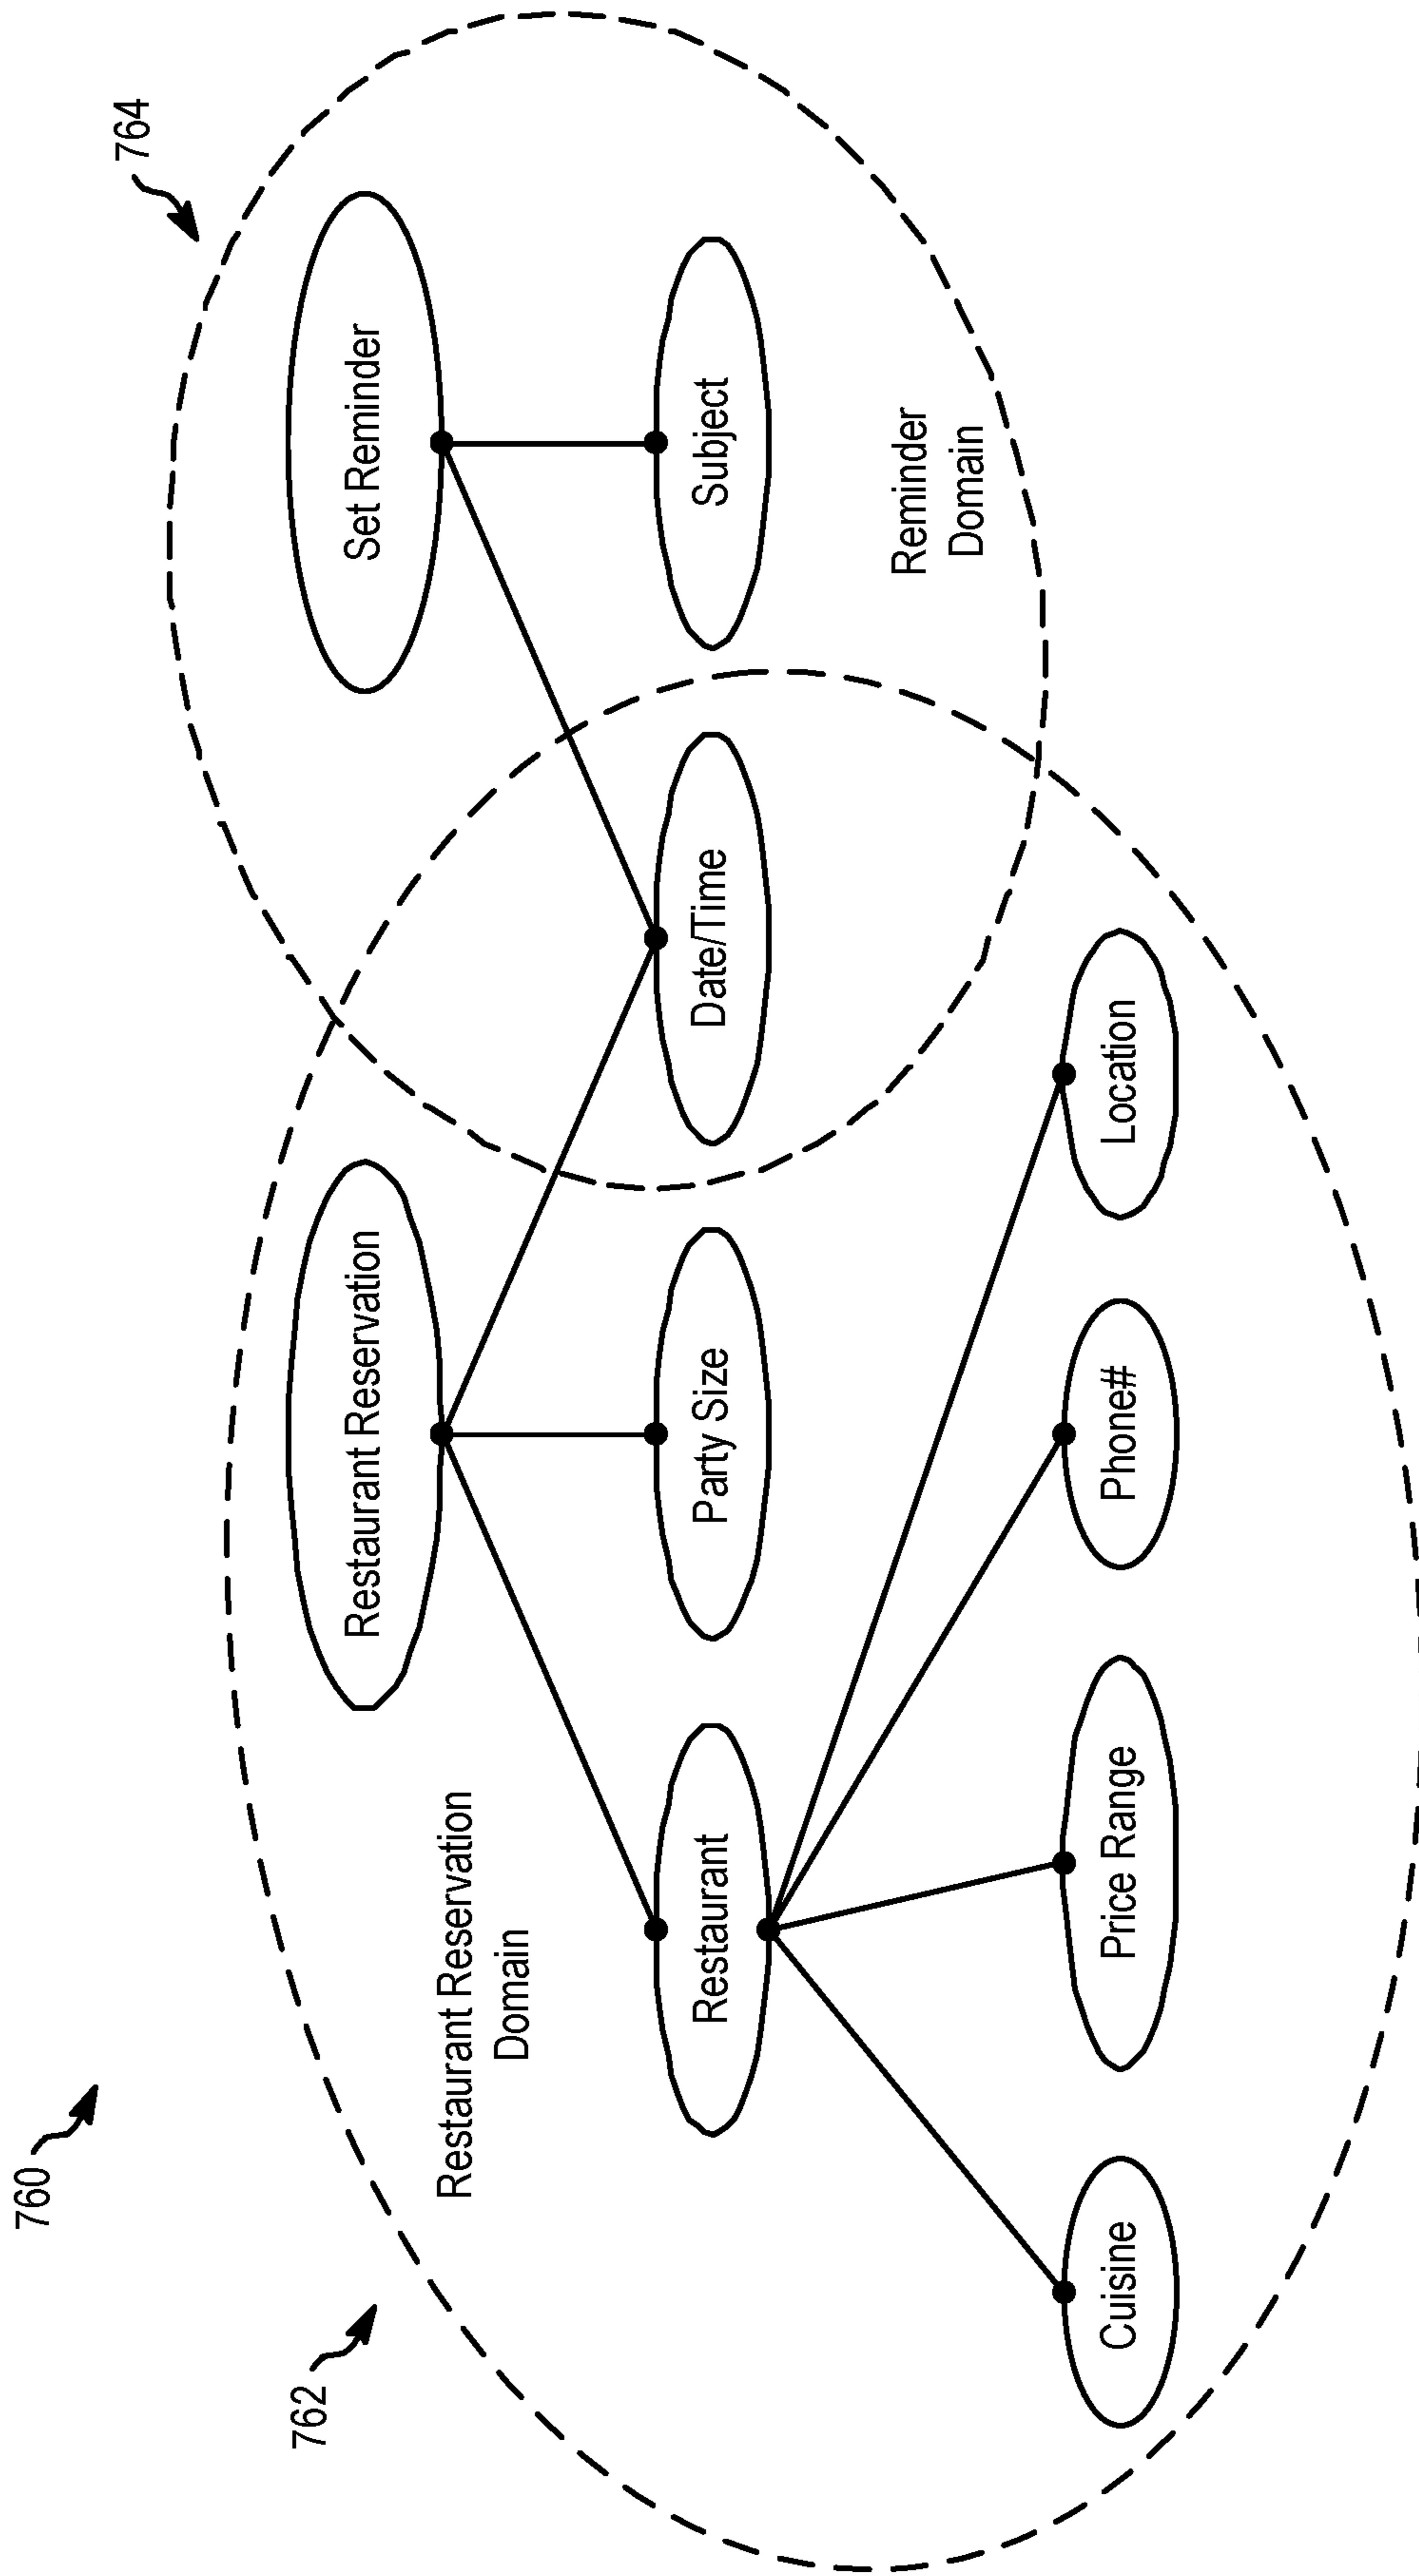 760
762
764
Restaurant Reservation
Set Reminder
Restaurant Reservation
Domain
Restaurant
Party Size
Date/Time
Subject
Reminder
Domain
Cuisine
Price Range
Phone#
Location